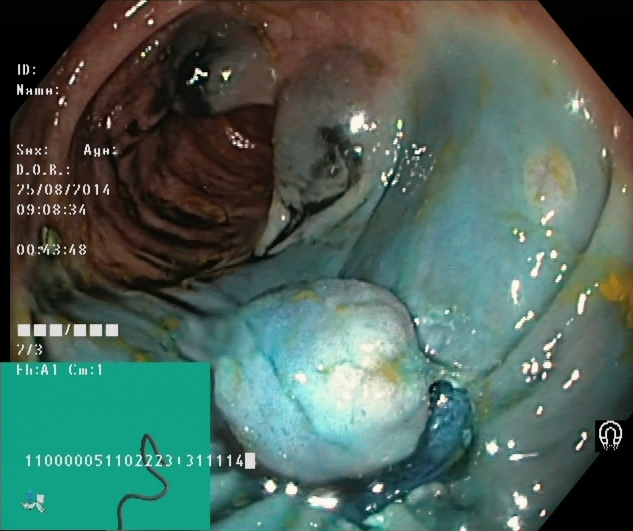 ID:
Name:
Sex: Age:
D.O.B.:
25/08/2014
09:08:34
00:43:48
■■■/■■■
2/3
Eh:A1 Cm:1
110000051102223+311114